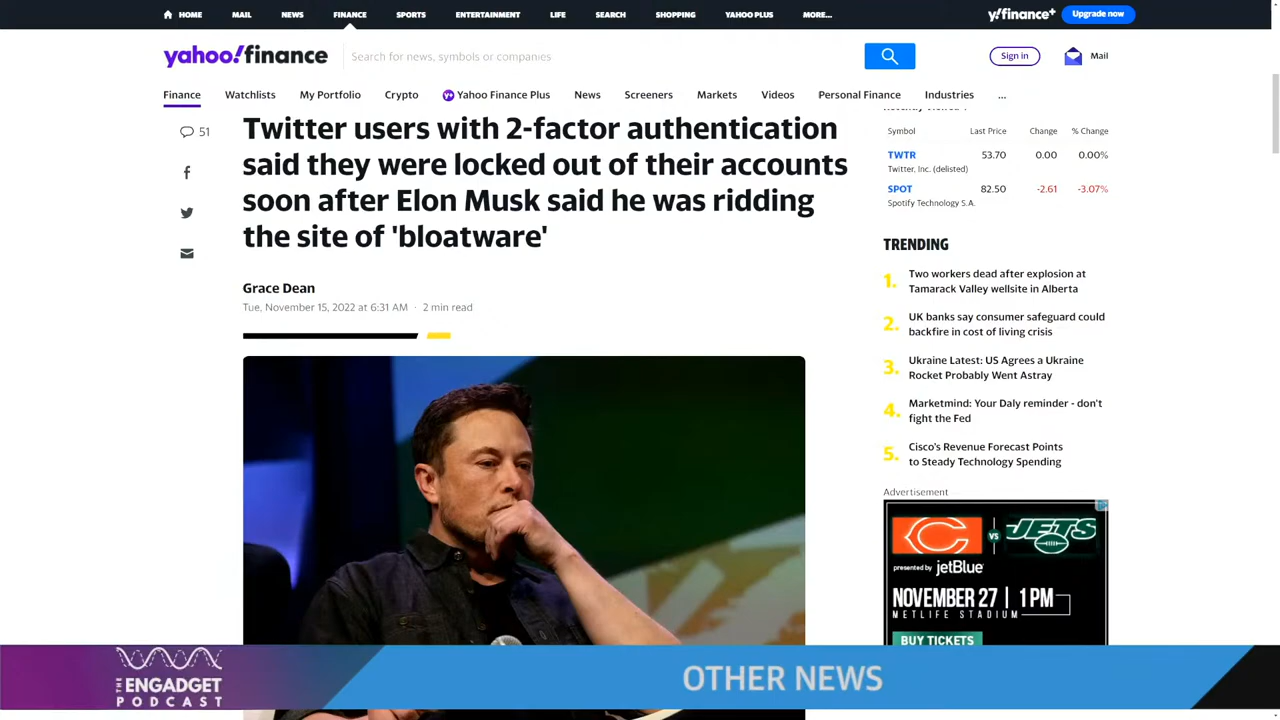 HOME MAIL NEWS FINANCE SPORTS ENTERTAINMENT LIFE SEARCH SHOPPING YAHOO PLUS MORE...
y!finance+ Upgrade now
yahoo!finance
Search for news, symbols or companies
Sign in
Mail
Finance Watchlists My Portfolio Crypto Y+ Yahoo Finance Plus News Screeners Markets Videos Personal Finance Industries ...
51
Twitter users with 2-factor authentication
said they were locked out of their accounts
soon after Elon Musk said he was ridding
the site of 'bloatware'
Grace Dean
Tue, November 15, 2022 at 6:31 AM · 2 min read
Symbol Last Price Change % Change
TWTR 53.70 0.00 0.00%
Twitter, Inc. (delisted)
SPOT 82.50 -2.61 -3.07%
Spotify Technology S.A.
TRENDING
1. Two workers dead after explosion at
Tamarack Valley wellsite in Alberta
2. UK banks say consumer safeguard could
backfire in cost of living crisis
3. Ukraine Latest: US Agrees a Ukraine
Rocket Probably Went Astray
4. Marketmind: Your Daly reminder - don't
fight the Fed
5. Cisco's Revenue Forecast Points
to Steady Technology Spending
Advertisement
C VS JETS
presented by jetBlue
NOVEMBER 27 | 1 PM
METLIFE STADIUM
BUY TICKETS
THE ENGADGET
PODCAST
OTHER NEWS